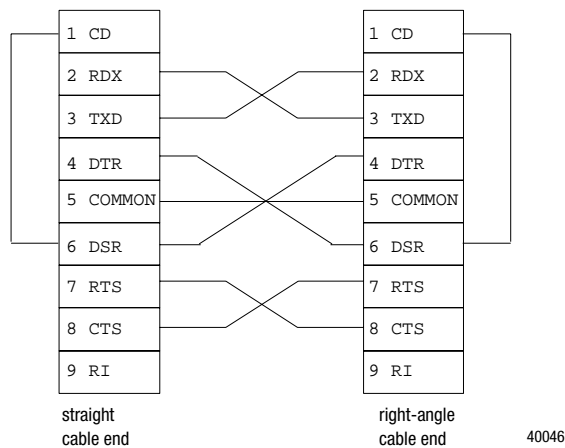 1 CD
2 RDX
3 TXD
4 DTR
5 COMMON
6 DSR
7 RTS
8 CTS
9 RI
straight
cable end
1 CD
2 RDX
3 TXD
4 DTR
5 COMMON
6 DSR
7 RTS
8 CTS
9 RI
right-angle
cable end
40046